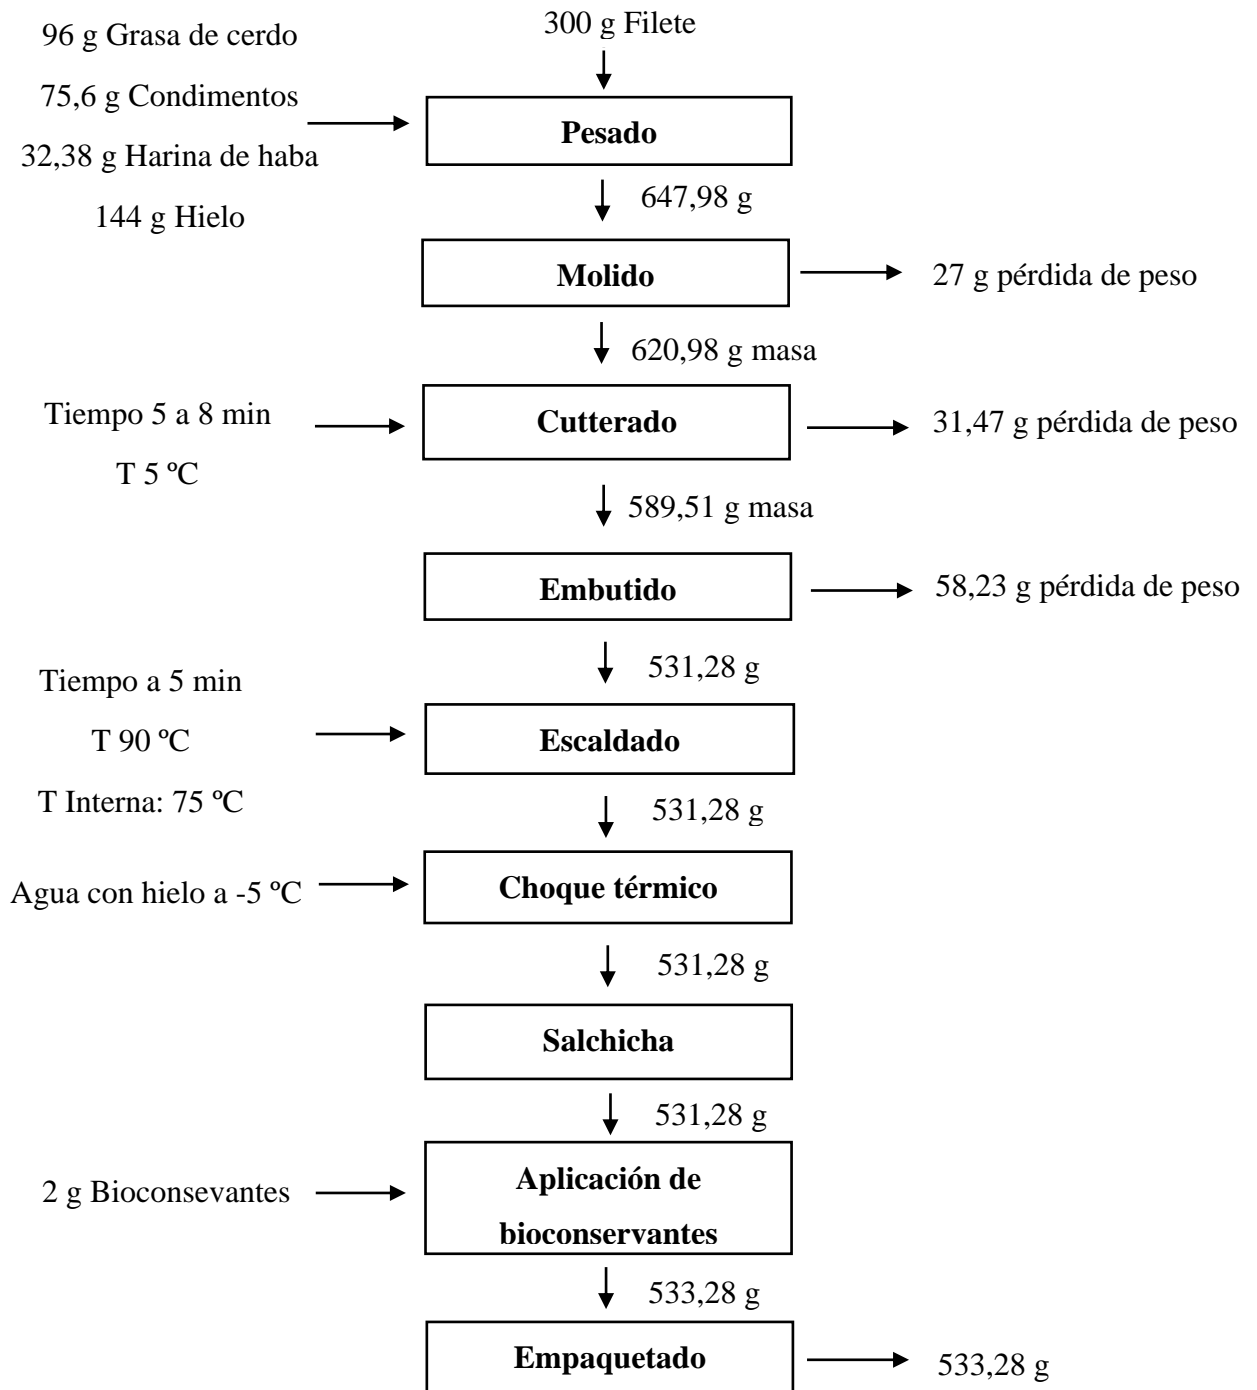 96 g Grasa de cerdo
300 g Filete
75,6 g Condimentos
Pesado
32,38 g Harina de haba
647,98 g
144 g Hielo
Molido
27 g pérdida de peso
620,98 g masa
Tiempo 5 a 8 min
Cutterado
31,47 g pérdida de peso
T 5 ºC
589,51 g masa
Embutido
58,23 g pérdida de peso
531,28 g
Tiempo a 5 min
T 90 ºC
Escaldado
T Interna: 75 ºC
531,28 g
Agua con hielo a -5 ºC
Choque térmico
531,28 g
Salchicha
531,28 g
2 g Bioconsevantes
Aplicación de
bioconservantes
533,28 g
Empaquetado
533,28 g